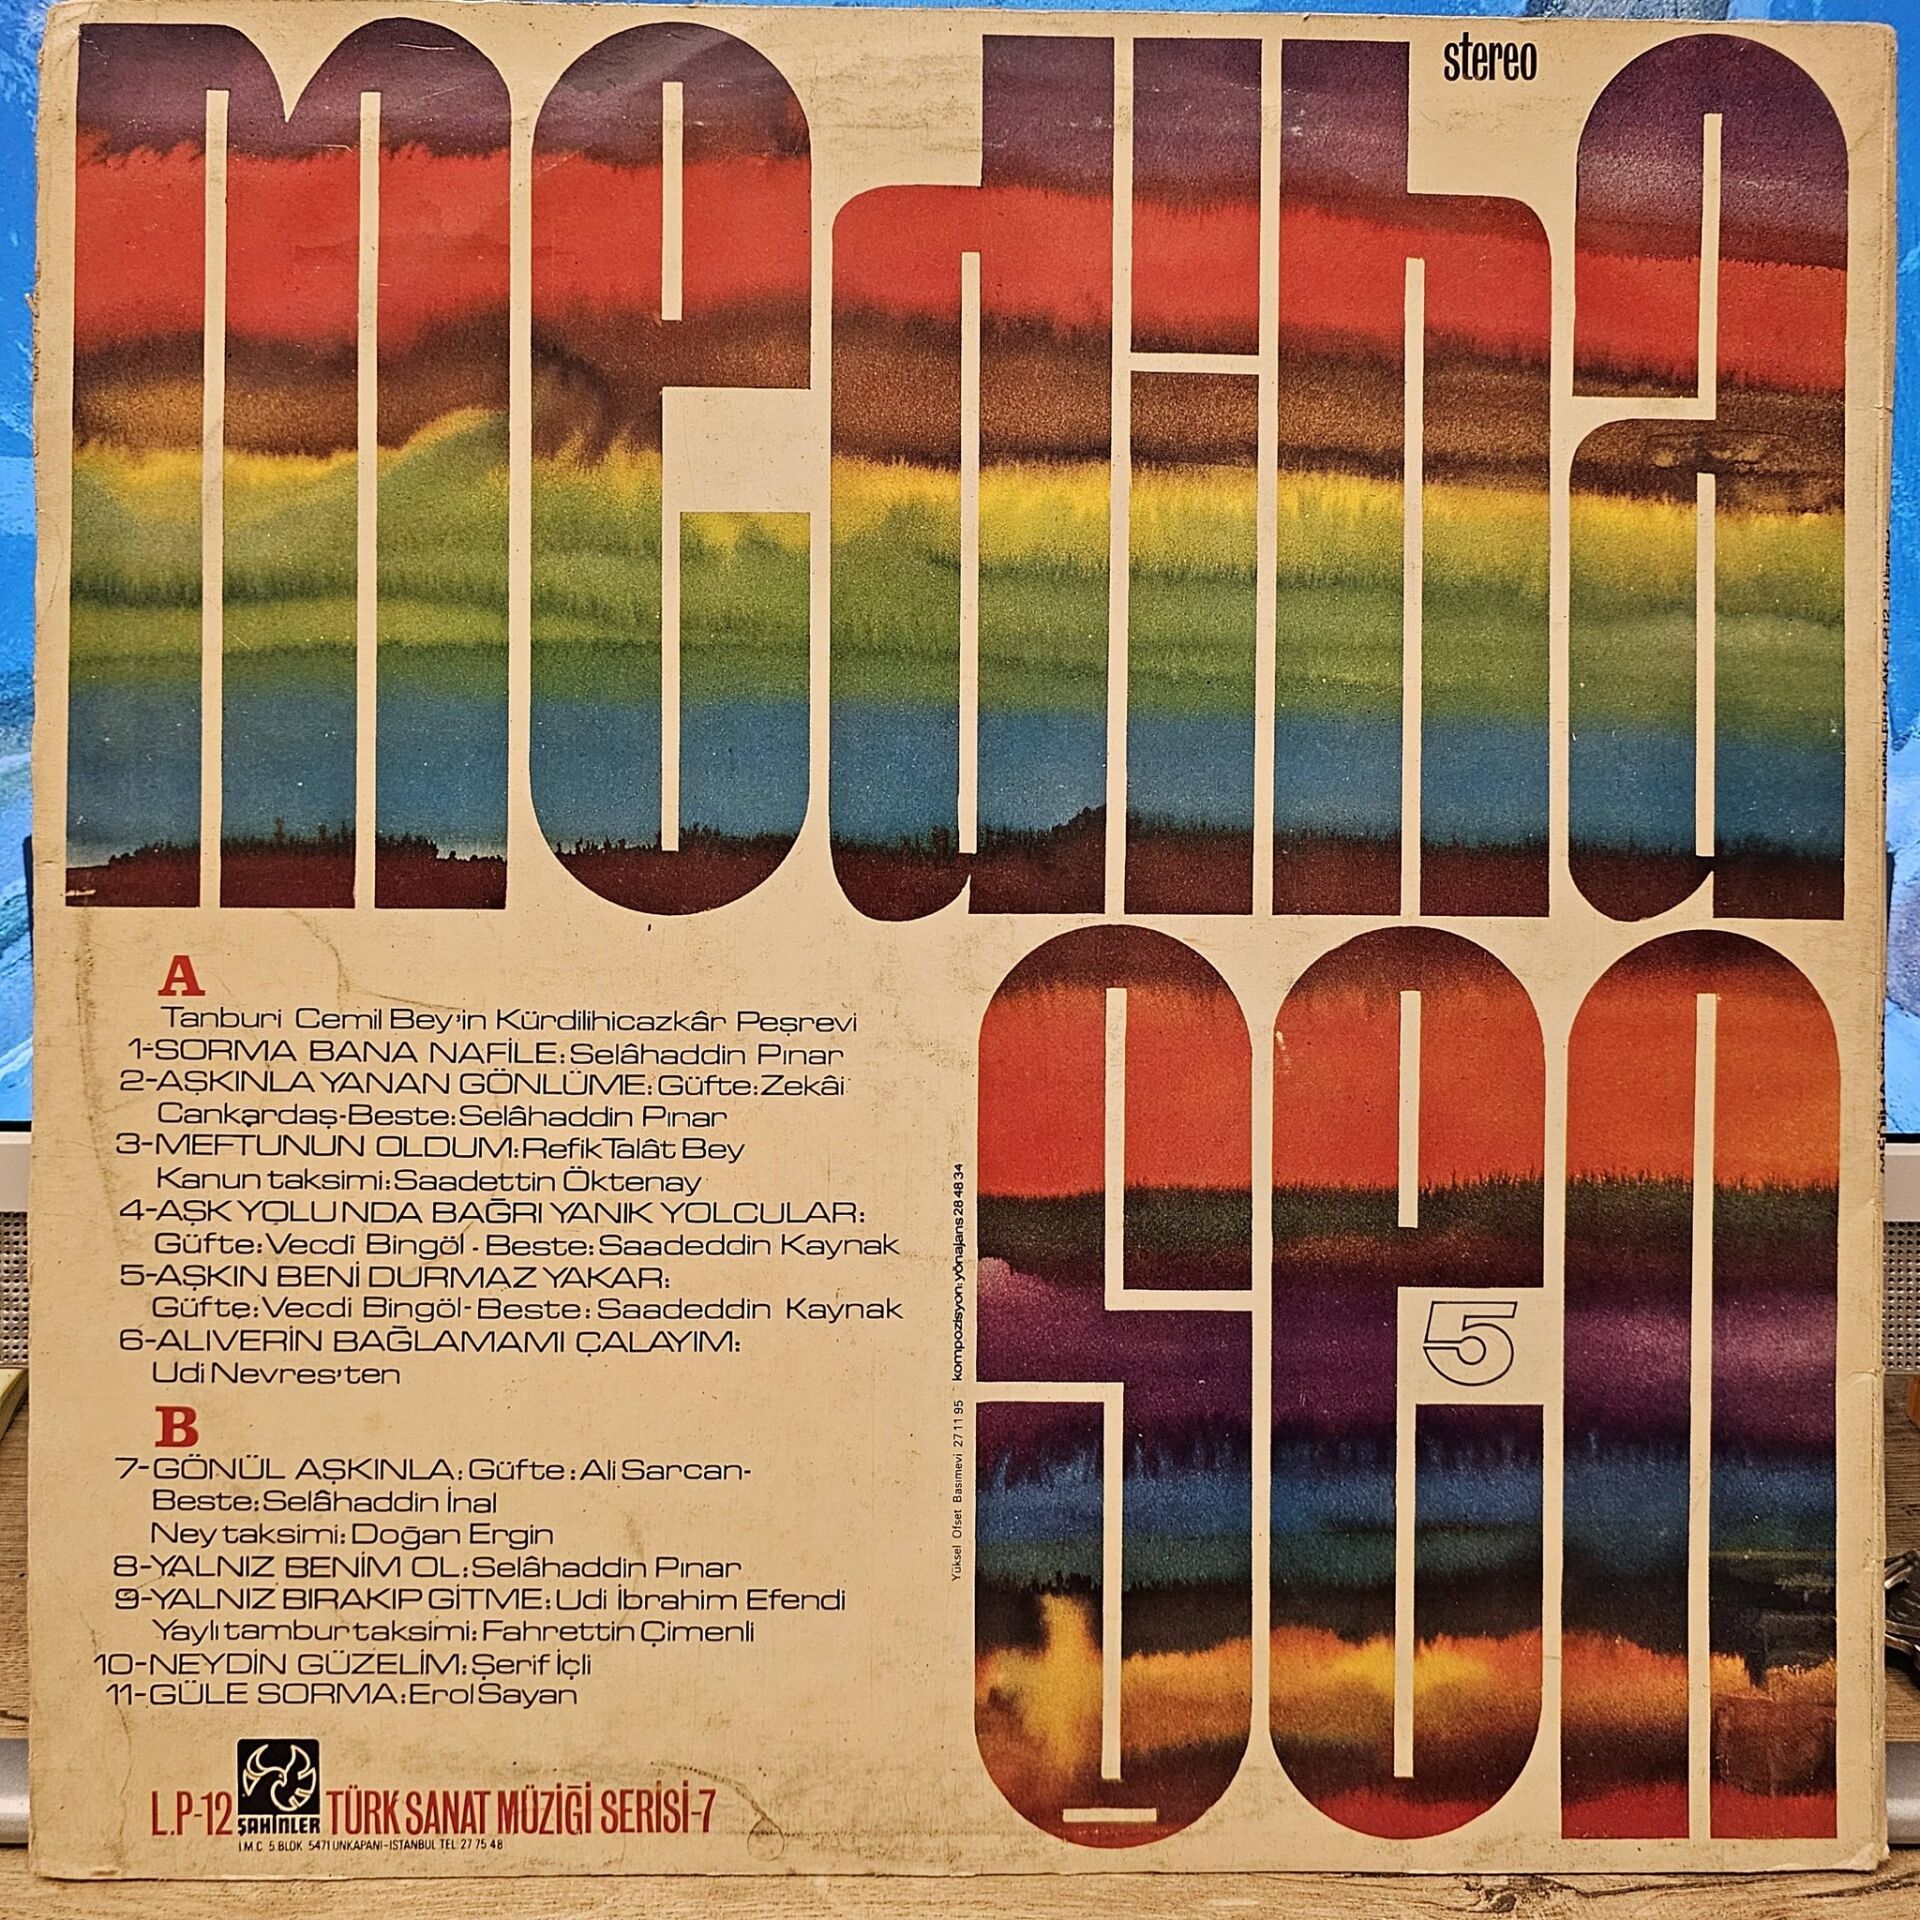 stereo
mediha
şen
5
A
Tanburi Cemil Bey'in Kürdilihicazkâr Peşrevi
1-SORMA BANA NAFİLE: Selâhaddin Pınar
2-AŞKINLA YANAN GÖNLÜME: Güfte: Zekâi
Cankardaş-Beste: Selâhaddin Pınar
3-MEFTUNUN OLDUM: Refik Talât Bey
Kanun taksimi: Saadettin Öktenay
4-AŞK YOLUNDA BAĞRI YANIK YOLCULAR:
Güfte: Vecdi Bingöl - Beste: Saadeddin Kaynak
5-AŞKIN BENİ DURMAZ YAKAR:
Güfte: Vecdi Bingöl-Beste: Saadeddin Kaynak
6-ALIVERİN BAĞLAMAMI ÇALAYIM:
Udi Nevres'ten
B
7-GÖNÜL AŞKINLA: Güfte: Ali Sarcan-
Beste: Selâhaddin İnal
Ney taksimi: Doğan Ergin
8-YALNIZ BENİM OL: Selâhaddin Pınar
9-YALNIZ BIRAKIP GİTME: Udi İbrahim Efendi
Yaylı tambur taksimi: Fahrettin Çimenli
10-NEYDİN GÜZELİM: Şerif İçli
11-GÜLE SORMA: Erol Sayan
Yüksel Ofset Basımevi 27 11 95 kompozisyon: yönajans 28 48 34
L.P-12 ŞAHİNLER TÜRK SANAT MÜZİĞİ SERİSİ-7
İ.M.C 5.BLOK 5471 UNKAPANI-İSTANBUL TEL 27 75 48